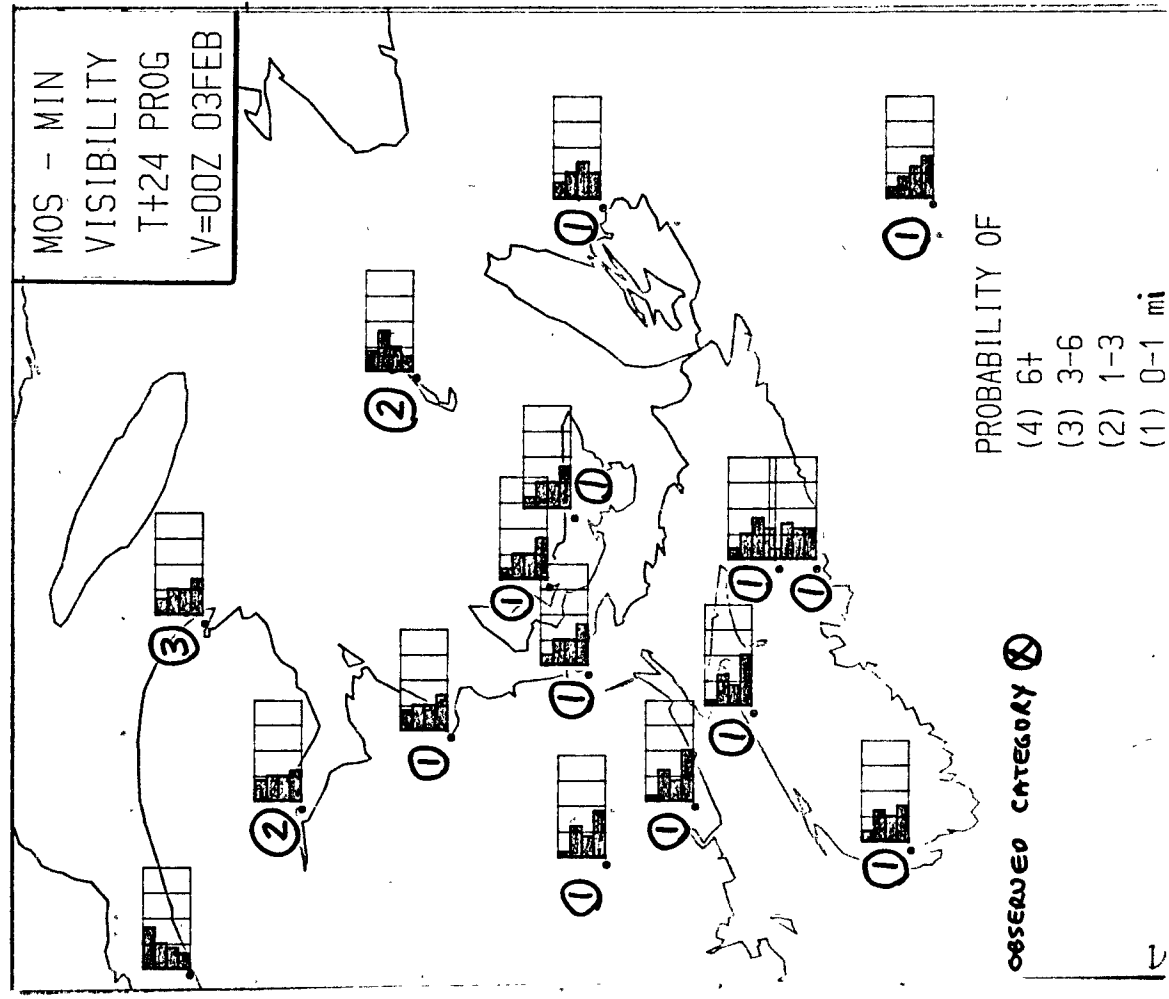 MOS - MIN
VISIBILITY
T+24 PROG
V=00Z 03FEB
3
2
2
1
1
1
1
1
1
1
1
1
1
1
1
1
PROBABILITY OF
(4) 6+
(3) 3-6
(2) 1-3
(1) 0-1 mi
OBSERVED CATEGORY X